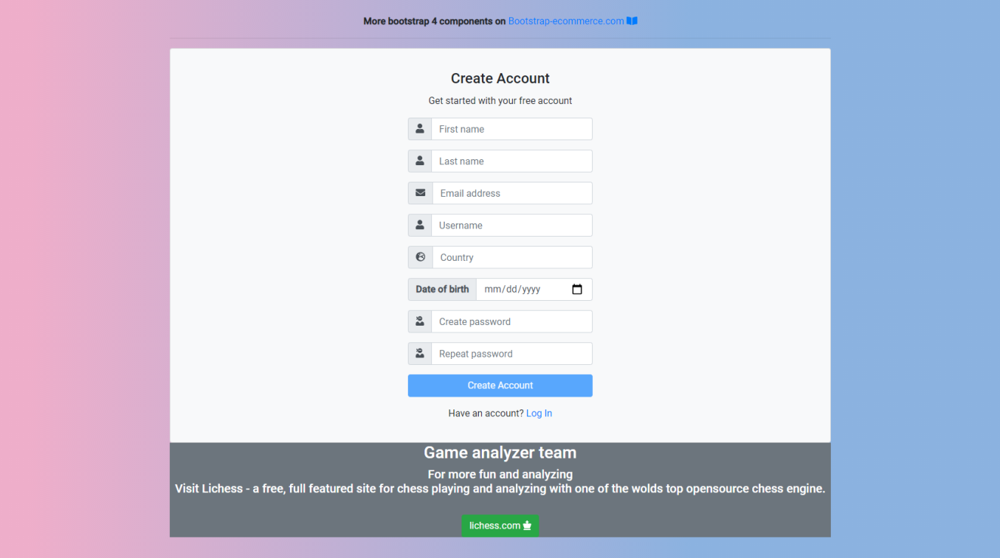 More bootstrap 4 components on Bootstrap-ecommerce.com
Create Account
Get started with your free account
First name
Last name
Email address
Username
Country
Date of birth mm/dd/yyyy
Create password
Repeat password
Create Account
Have an account? Log In
Game analyzer team
For more fun and analyzing
Visit Lichess - a free, full featured site for chess playing and analyzing with one of the wolds top opensource chess engine.
lichess.com